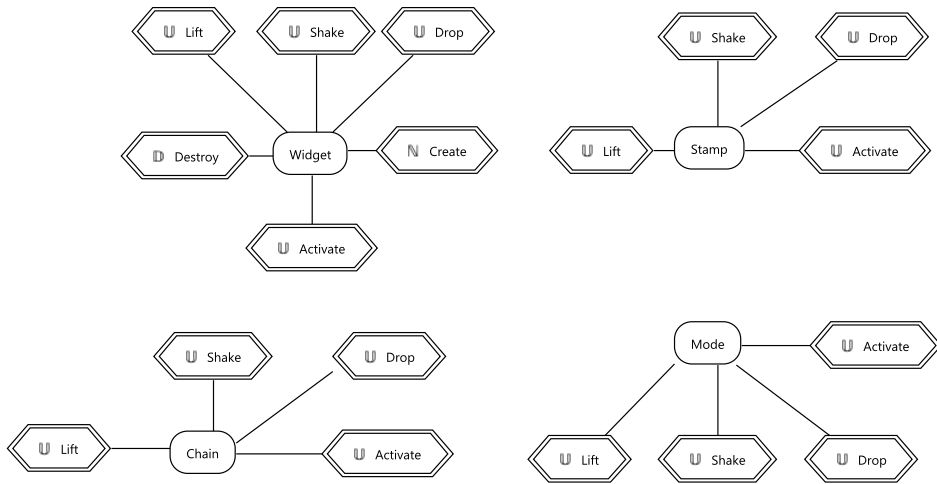 𝕌 Lift
𝕌 Shake
𝕌 Drop
𝔻 Destroy
Widget
ℕ Create
𝕌 Activate
𝕌 Shake
𝕌 Drop
𝕌 Lift
Stamp
𝕌 Activate
𝕌 Shake
𝕌 Drop
𝕌 Lift
Chain
𝕌 Activate
Mode
𝕌 Activate
𝕌 Lift
𝕌 Shake
𝕌 Drop